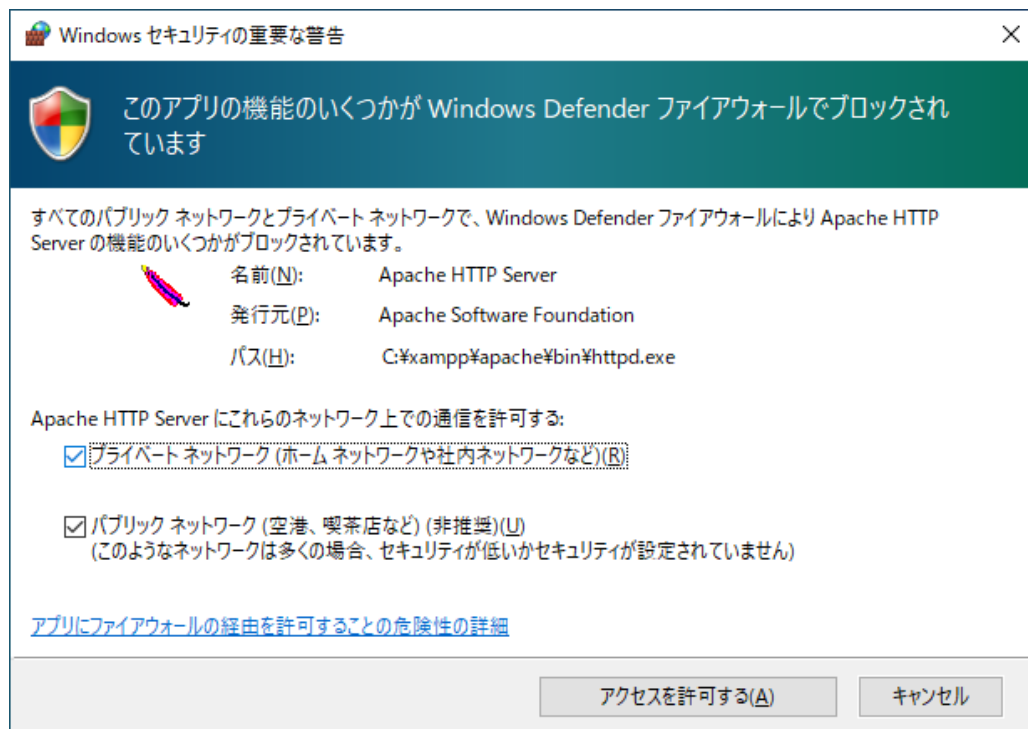 Windows セキュリティの重要な警告
このアプリの機能のいくつかが Windows Defender ファイアウォールでブロックされ
ています
すべてのパブリック ネットワークとプライベート ネットワークで、Windows Defender ファイアウォールにより Apache HTTP
Server の機能のいくつかがブロックされています。
名前(N): Apache HTTP Server
発行元(P): Apache Software Foundation
パス(H): C:¥xampp¥apache¥bin¥httpd.exe
Apache HTTP Server にこれらのネットワーク上での通信を許可する:
プライベート ネットワーク (ホーム ネットワークや社内ネットワークなど)(R)
パブリック ネットワーク (空港、喫茶店など) (非推奨)(U)
(このようなネットワークは多くの場合、セキュリティが低いかセキュリティが設定されていません)
アプリにファイアウォールの経由を許可することの危険性の詳細
アクセスを許可する(A) キャンセル